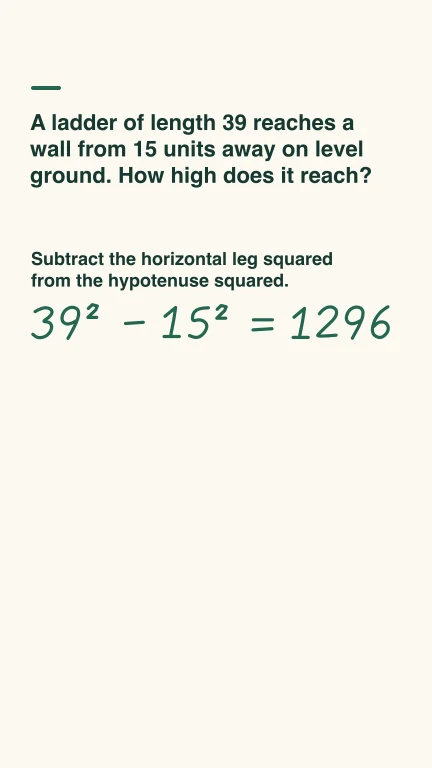 A ladder of length 39 reaches a
wall from 15 units away on level
ground. How high does it reach?
Subtract the horizontal leg squared
from the hypotenuse squared.
39² − 15² = 1296